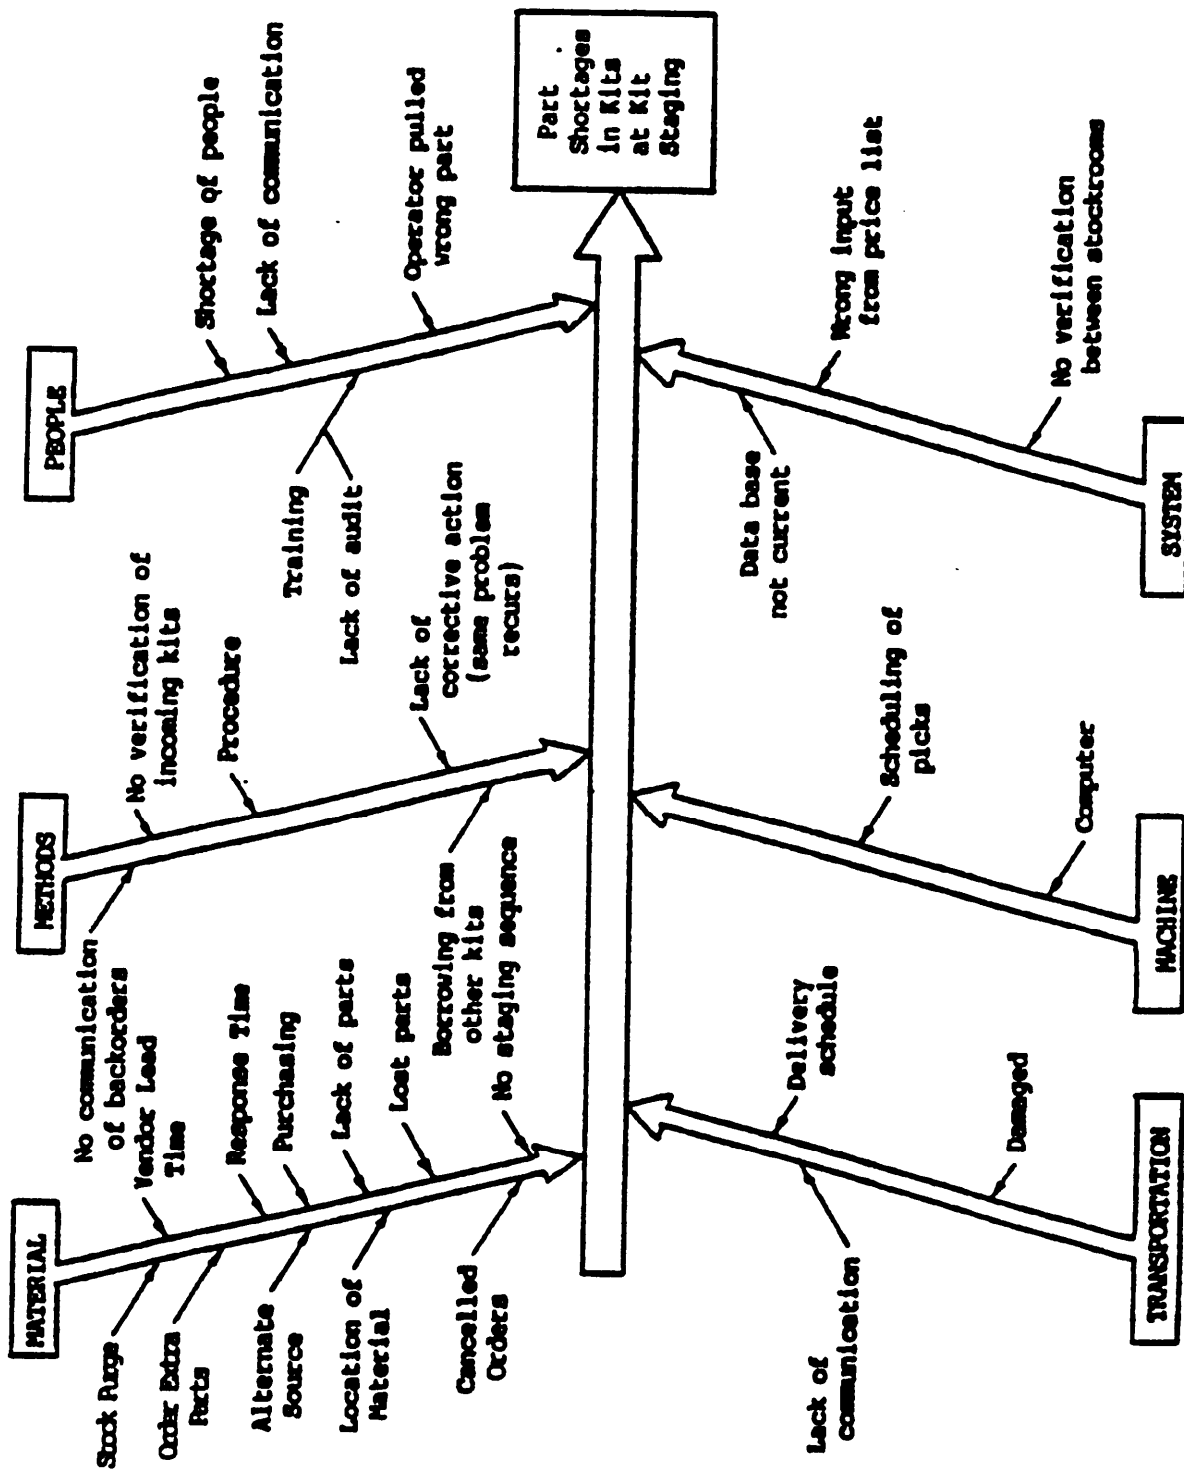 MATERIAL
Stock Purge
Order Extra
Parts
Alternate
Source
Location of
Material
Cancelled
Orders
Vendor Lead
Time
Response Time
Purchasing
Lack of parts
Lost parts
No staging sequence
METHODS
No communication
of backorders
Borrowing from
other kits
No verification of
incoming kits
Procedure
Lack of
corrective action
(same problem
recurs)
PEOPLE
Training
Lack of audit
Shortage of people
Lack of communication
Operator pulled
wrong part
Part
Shortages
in Kits
at Kit
Staging
TRANSPORTATION
Lack of
communication
Delivery
schedule
Damaged
MACHINE
Scheduling of
picks
Computer
SYSTEM
Data base
not current
Wrong input
from price list
No verification
between stockrooms